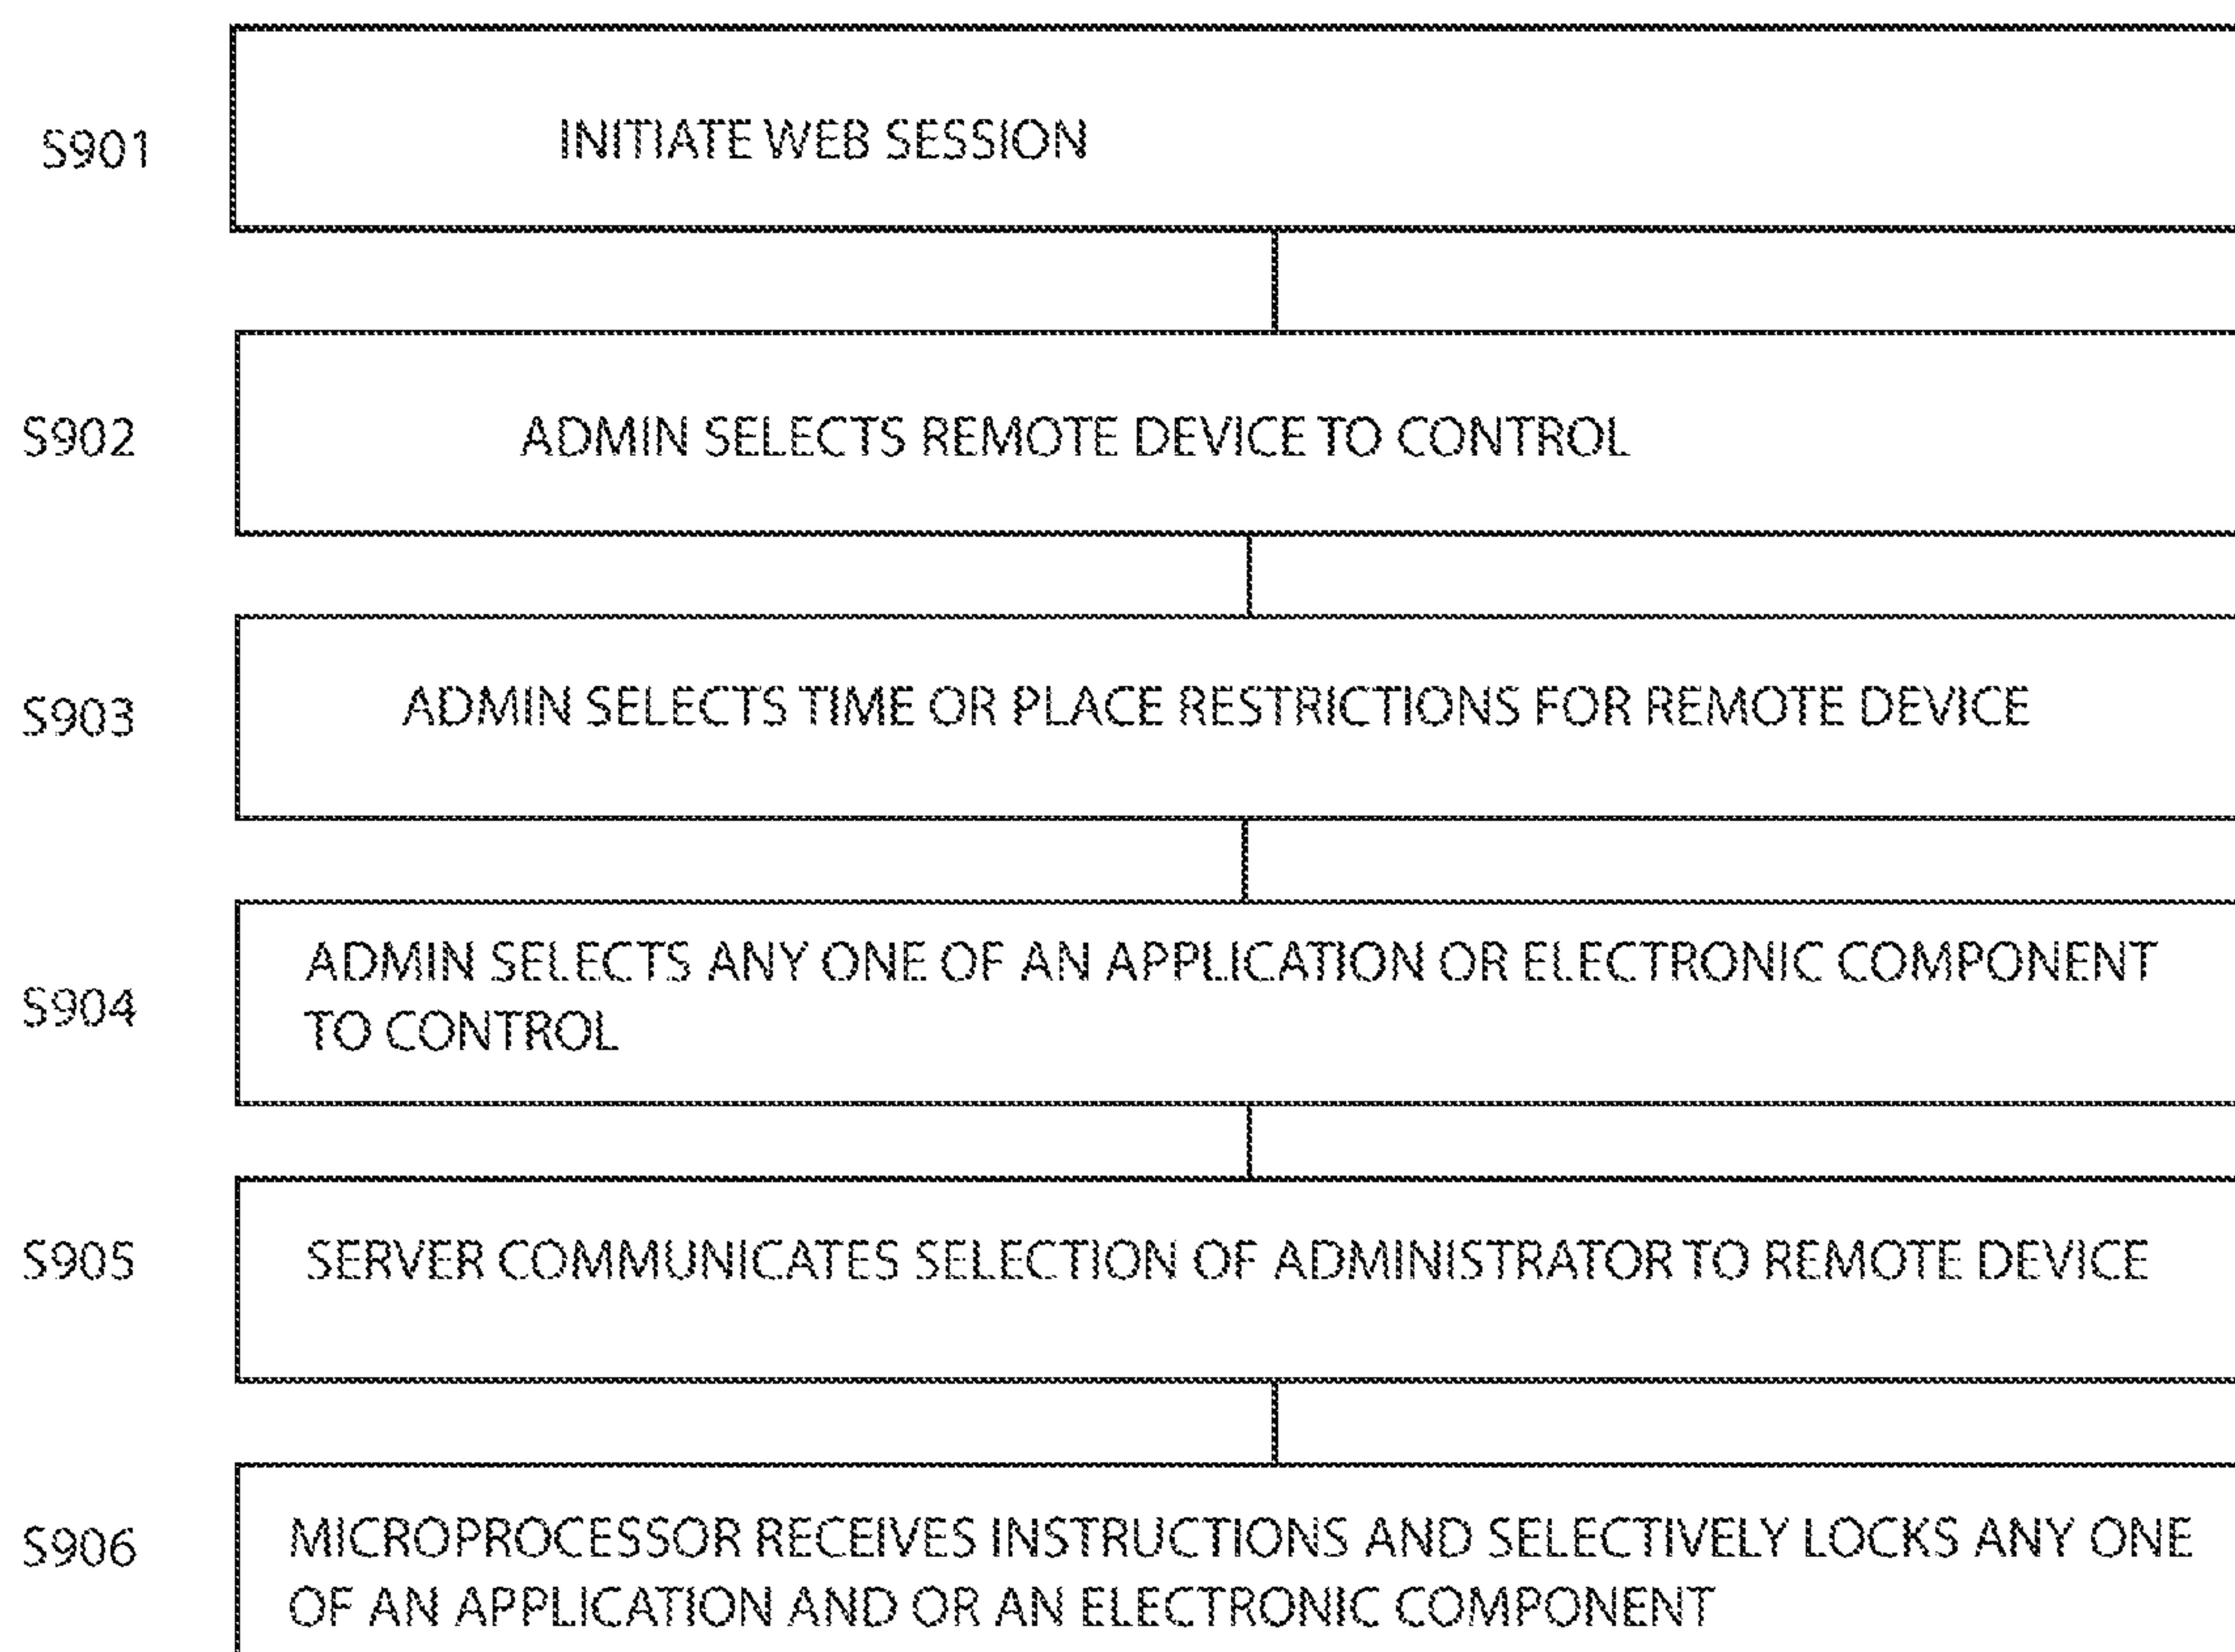 S901
INITIATE WEB SESSION
S902
ADMIN SELECTS REMOTE DEVICE TO CONTROL
S903
ADMIN SELECTS TIME OR PLACE RESTRICTIONS FOR REMOTE DEVICE
S904
ADMIN SELECTS ANY ONE OF AN APPLICATION OR ELECTRONIC COMPONENT
TO CONTROL
S905
SERVER COMMUNICATES SELECTION OF ADMINISTRATOR TO REMOTE DEVICE
S906
MICROPROCESSOR RECEIVES INSTRUCTIONS AND SELECTIVELY LOCKS ANY ONE
OF AN APPLICATION AND OR AN ELECTRONIC COMPONENT